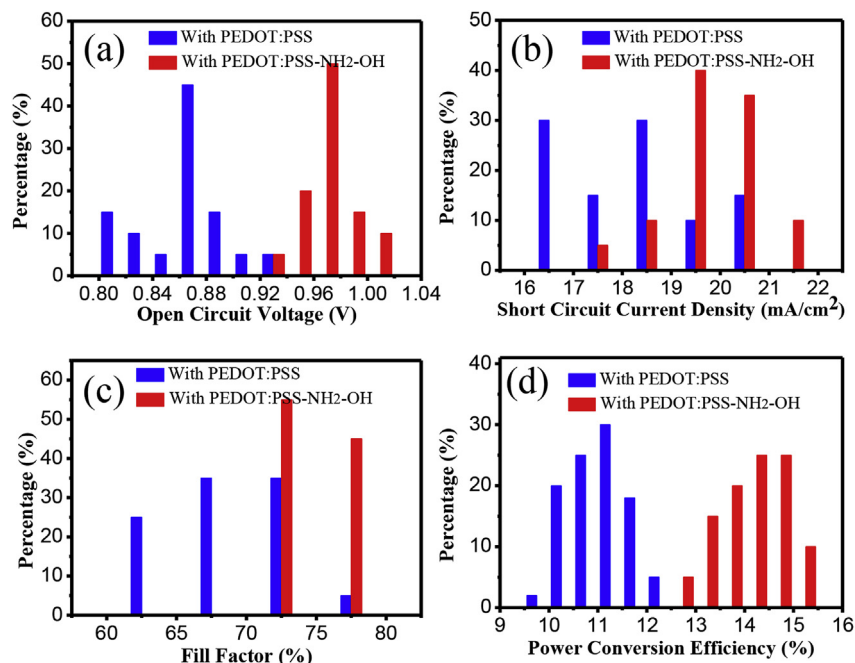 (a)
With PEDOT:PSS
With PEDOT:PSS-NH2-OH
Percentage (%)
60
50
40
30
20
10
0
0.80 0.84 0.88 0.92 0.96 1.00 1.04
Open Circuit Voltage (V)
(b)
With PEDOT:PSS
With PEDOT:PSS-NH2-OH
Percentage (%)
50
40
30
20
10
0
16 17 18 19 20 21 22
Short Circuit Current Density (mA/cm²)
(c)
With PEDOT:PSS
With PEDOT:PSS-NH2-OH
Percentage (%)
60
50
40
30
20
10
0
60 65 70 75 80
Fill Factor (%)
(d)
With PEDOT:PSS
With PEDOT:PSS-NH2-OH
Percentage (%)
40
30
20
10
0
9 10 11 12 13 14 15 16
Power Conversion Efficiency (%)